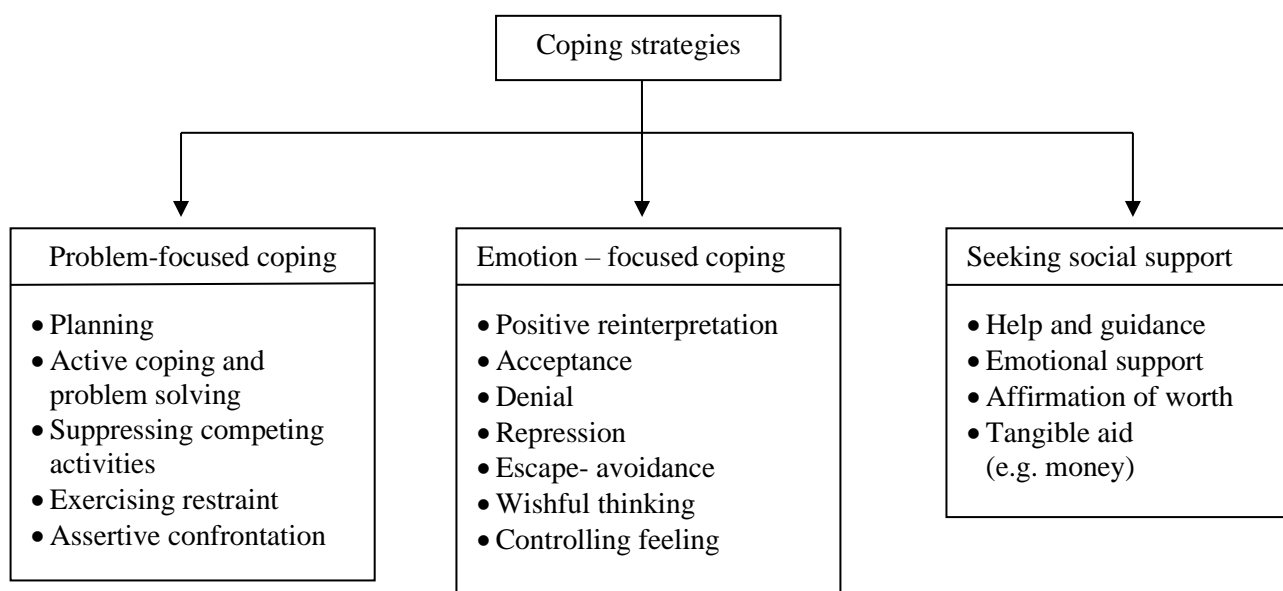 Coping strategies
Problem-focused coping
• Planning
• Active coping and
problem solving
• Suppressing competing
activities
• Exercising restraint
• Assertive confrontation
Emotion – focused coping
• Positive reinterpretation
• Acceptance
• Denial
• Repression
• Escape- avoidance
• Wishful thinking
• Controlling feeling
Seeking social support
• Help and guidance
• Emotional support
• Affirmation of worth
• Tangible aid
(e.g. money)